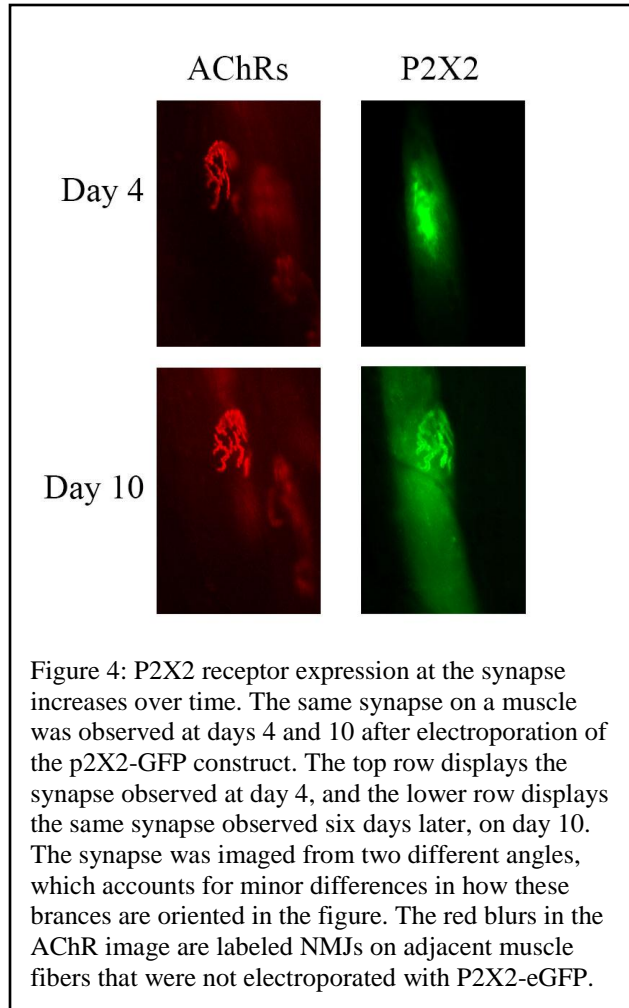 AChRs P2X2
Day 4
Day 10
Figure 4: P2X2 receptor expression at the synapse
increases over time. The same synapse on a muscle
was observed at days 4 and 10 after electroporation of
the p2X2-GFP construct. The top row displays the
synapse observed at day 4, and the lower row displays
the same synapse observed six days later, on day 10.
The synapse was imaged from two different angles,
which accounts for minor differences in how these
brances are oriented in the figure. The red blurs in the
AChR image are labeled NMJs on adjacent muscle
fibers that were not electroporated with P2X2-eGFP.